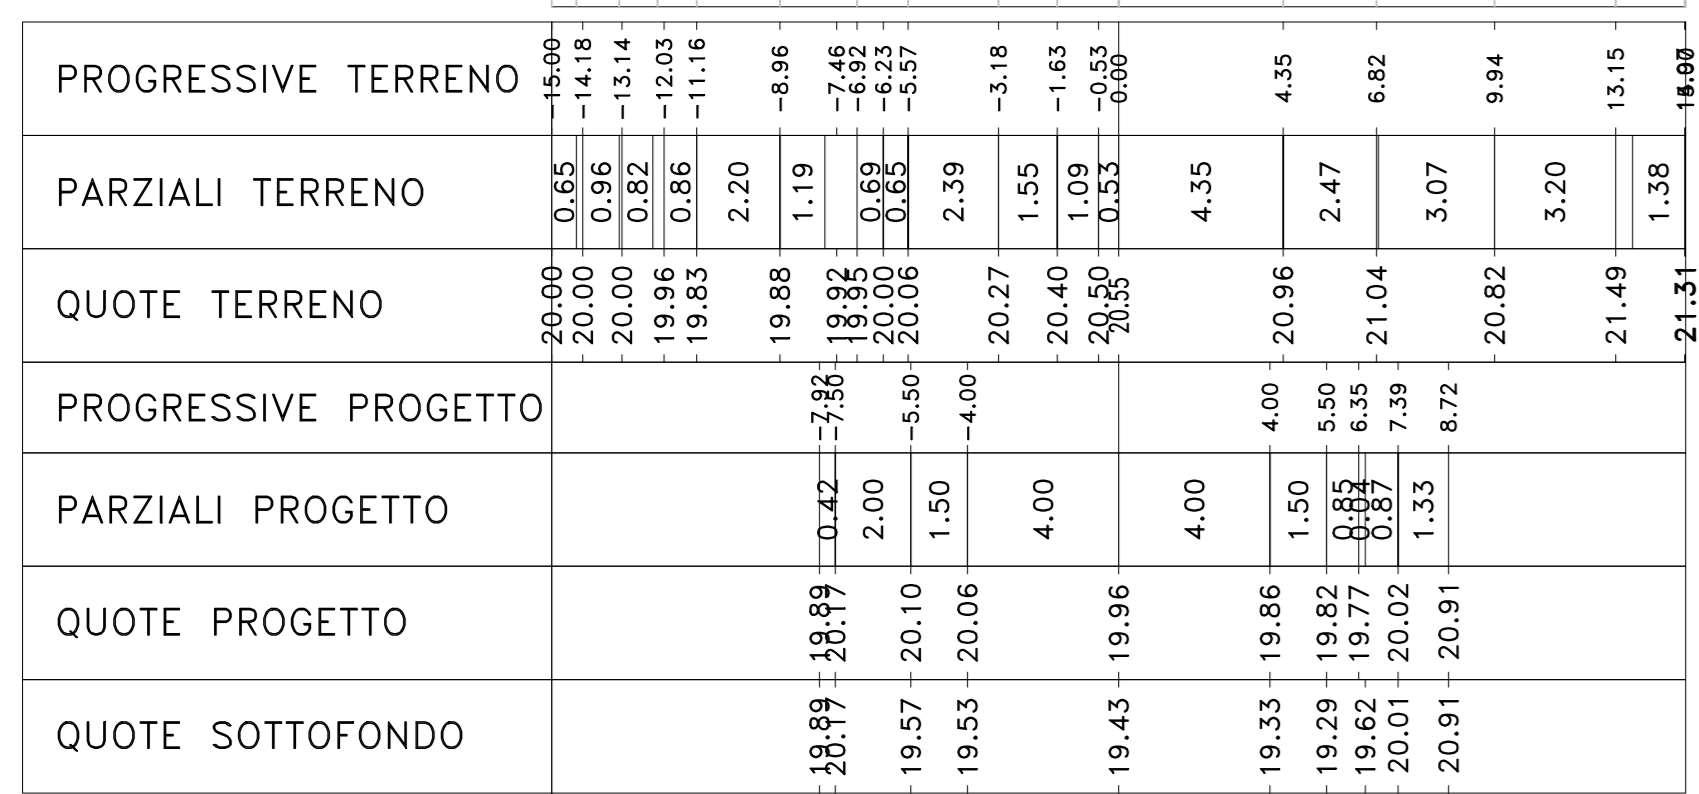 PROGRESSIVE TERRENO -15.00 -14.18 -13.14 -12.03 -11.16 -8.96 -7.46 -6.92 -6.23 -5.57 -3.18 -1.63 -0.53 0.00 4.35 6.82 9.94 13.15
PARZIALI TERRENO 0.65 0.96 0.82 0.86 2.20 1.19 0.69 0.65 2.39 1.55 1.09 0.53 4.35 2.47 3.07 3.20 1.38
QUOTE TERRENO 20.00 20.00 20.00 19.96 19.83 19.88 19.92 19.95 20.00 20.06 20.27 20.40 20.50 20.55 20.96 21.04 20.82 21.49 21.31
PROGRESSIVE PROGETTO -7.92 -7.50 -5.50 -4.00 4.00 5.50 6.35 7.39 8.72
PARZIALI PROGETTO 0.42 2.00 1.50 4.00 4.00 1.50 0.85 0.04 0.87 1.33
QUOTE PROGETTO 19.89 20.17 20.10 20.06 19.96 19.86 19.82 19.77 20.02 20.91
QUOTE SOTTOFONDO 19.89 20.17 19.57 19.53 19.43 19.33 19.29 19.62 20.01 20.91